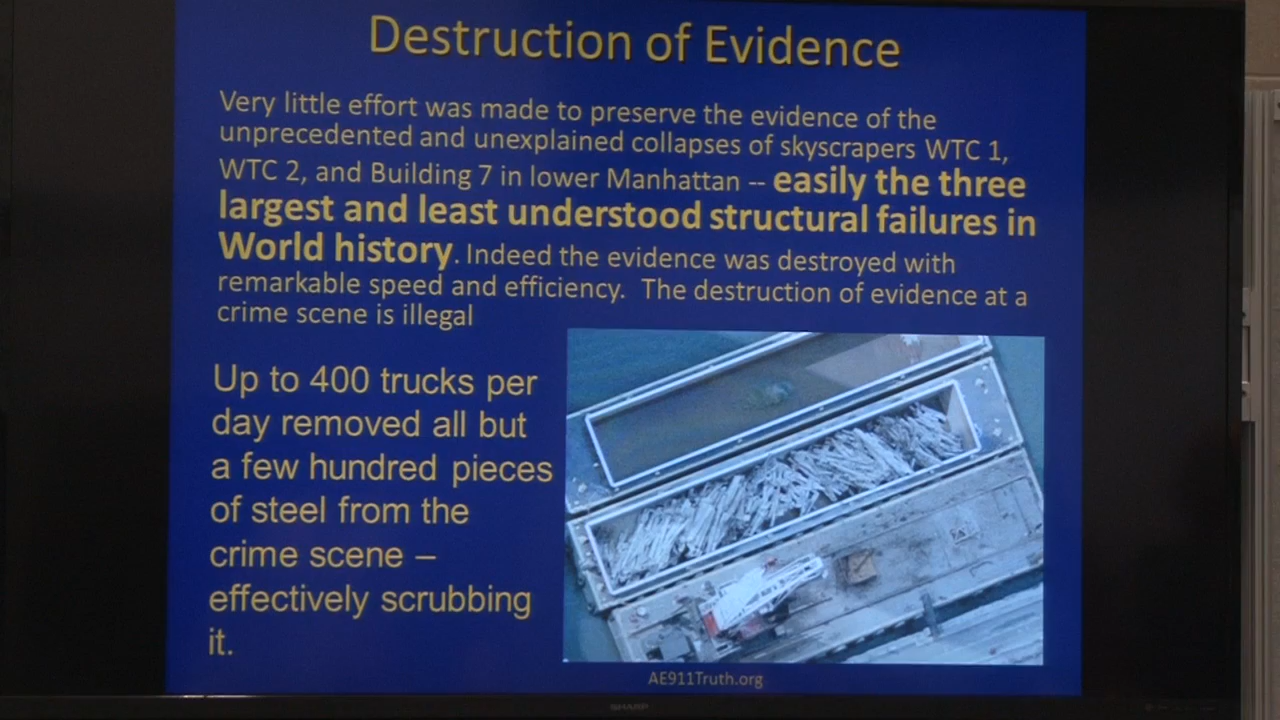 Destruction of Evidence
Very little effort was made to preserve the evidence of the
unprecedented and unexplained collapses of skyscrapers WTC 1,
WTC 2, and Building 7 in lower Manhattan -- easily the three
largest and least understood structural failures in
World history. Indeed the evidence was destroyed with
remarkable speed and efficiency.  The destruction of evidence at a
crime scene is illegal
Up to 400 trucks per
day removed all but
a few hundred pieces
of steel from the
crime scene –
effectively scrubbing
it.
AE911Truth.org
SHARP